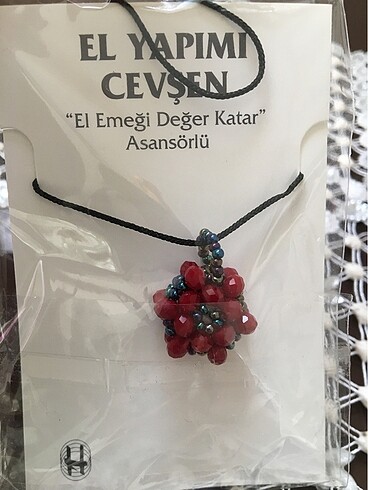 EL YAPIMI
CEVŞEN
“El Emeği Değer Katar”
Asansörlü